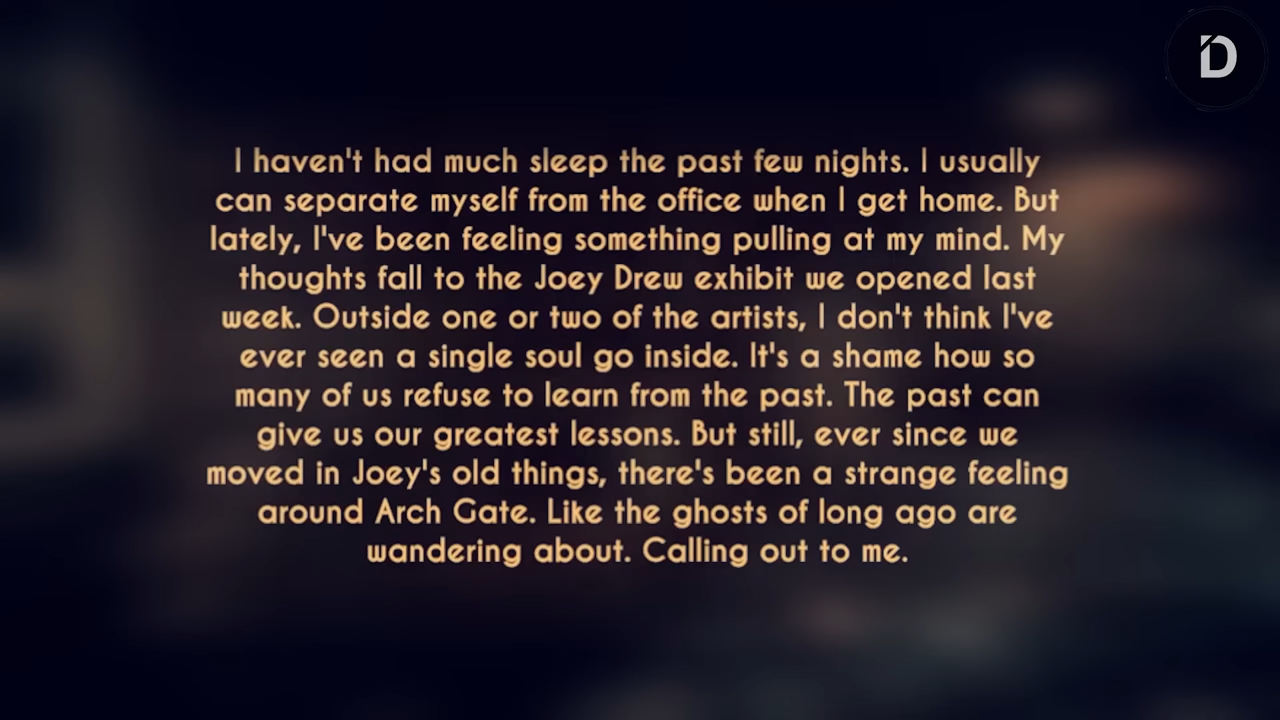 D
I haven't had much sleep the past few nights. I usually
can separate myself from the office when I get home. But
lately, I've been feeling something pulling at my mind. My
thoughts fall to the Joey Drew exhibit we opened last
week. Outside one or two of the artists, I don't think I've
ever seen a single soul go inside. It's a shame how so
many of us refuse to learn from the past. The past can
give us our greatest lessons. But still, ever since we
moved in Joey's old things, there's been a strange feeling
around Arch Gate. Like the ghosts of long ago are
wandering about. Calling out to me.